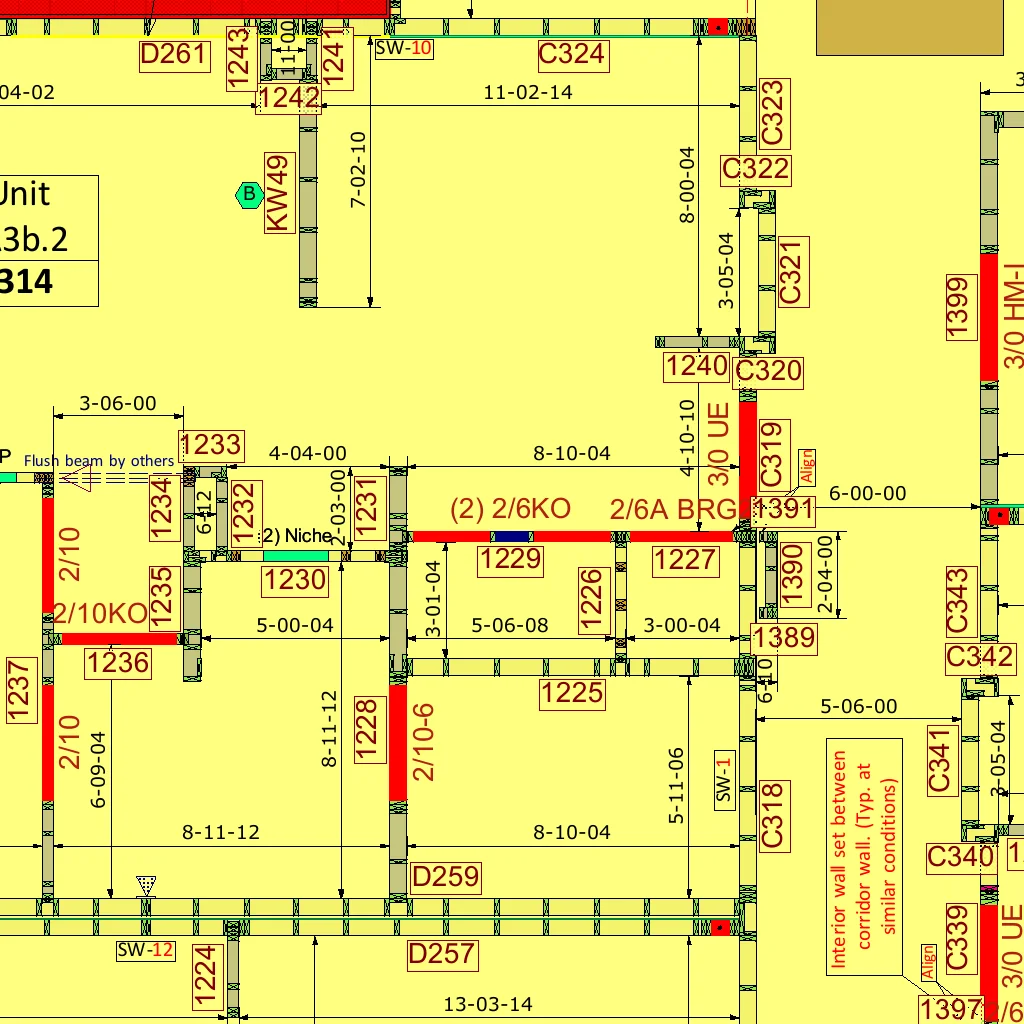 D261
1243
11-00
1241
SW-10
C324
04-02
1242
11-02-14
C323
7-02-10
8-00-04
C322
B
KW49
Unit
.3b.2
314
3-05-04
C321
1399
3/0 HM-I
1240
C320
3-06-00
1233
4-04-00
8-10-04
4-10-10
3/0 UE
C319
Align
P
Flush beam by others
1234
6-12
1232
2-03-00
1231
(2) 2/6KO
2/6A BRG
1391
6-00-00
2/10
2) Niche
1230
1229
1227
1390
2-04-00
2/10KO
1235
3-01-04
1226
C343
5-00-04
5-06-08
3-00-04
1389
1236
1237
1225
6-10
C342
2/10
6-09-04
8-11-12
1228
2/10-6
5-11-06
SW-1
C318
5-06-00
C341
3-05-04
Interior wall set between
corridor wall. (Typ. at
similar conditions)
8-11-12
8-10-04
D259
C340
1
C339
3/0 UE
SW-12
1224
D257
Align
13-03-14
1397
/6